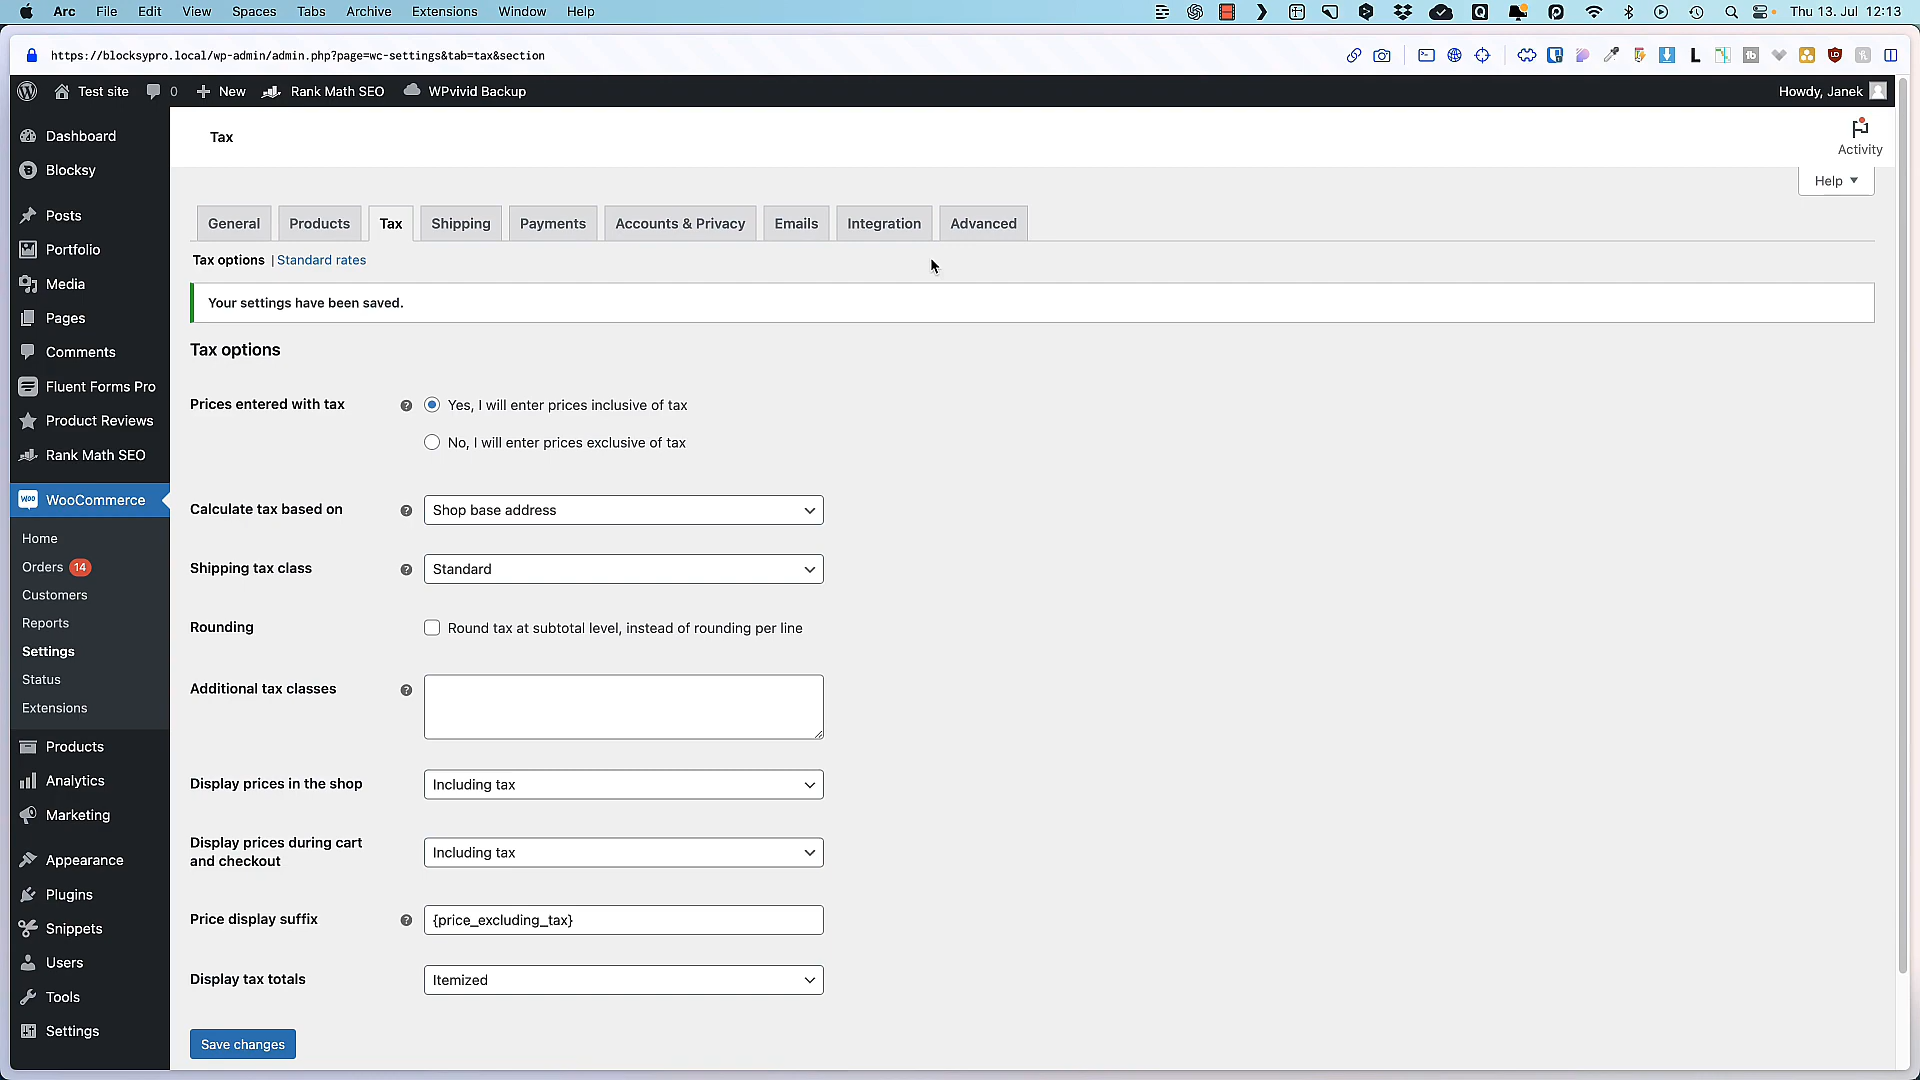 Arc File Edit View Spaces Tabs Archive Extensions Window Help Thu 13. Jul 12:13
https://blocksypro.local/wp-admin/admin.php?page=wc-settings&tab=tax&section
Test site 0 New Rank Math SEO WPvivid Backup Howdy, Janek
Dashboard
Blocksy
Posts
Portfolio
Media
Pages
Comments
Fluent Forms Pro
Product Reviews
Rank Math SEO
WooCommerce
Home
Orders 14
Customers
Reports
Settings
Status
Extensions
Products
Analytics
Marketing
Appearance
Plugins
Snippets
Users
Tools
Settings
Tax
Activity
Help
General Products Tax Shipping Payments Accounts & Privacy Emails Integration Advanced
Tax options | Standard rates
Your settings have been saved.
Tax options
Prices entered with tax
Yes, I will enter prices inclusive of tax
No, I will enter prices exclusive of tax
Calculate tax based on Shop base address
Shipping tax class Standard
Rounding Round tax at subtotal level, instead of rounding per line
Additional tax classes
Display prices in the shop Including tax
Display prices during cart
and checkout
Including tax
Price display suffix {price_excluding_tax}
Display tax totals Itemized
Save changes